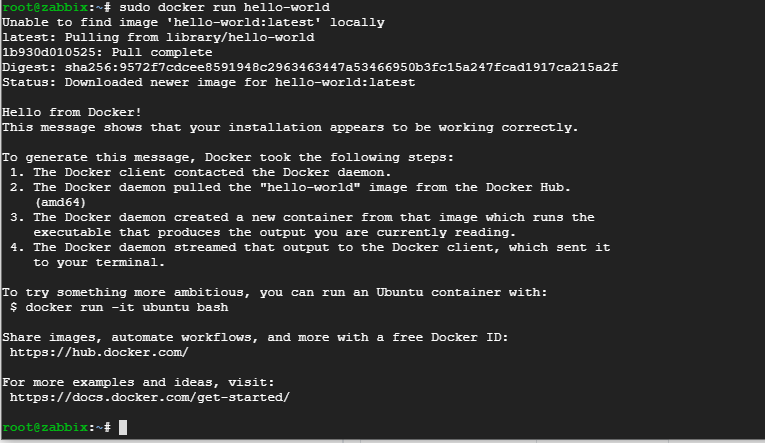 root@zabbix:~# sudo docker run hello-world
Unable to find image 'hello-world:latest' locally
latest: Pulling from library/hello-world
1b930d010525: Pull complete
Digest: sha256:9572f7cdcee8591948c2963463447a53466950b3fc15a247fcad1917ca215a2f
Status: Downloaded newer image for hello-world:latest
Hello from Docker!
This message shows that your installation appears to be working correctly.
To generate this message, Docker took the following steps:
1. The Docker client contacted the Docker daemon.
2. The Docker daemon pulled the "hello-world" image from the Docker Hub.
(amd64)
3. The Docker daemon created a new container from that image which runs the
executable that produces the output you are currently reading.
4. The Docker daemon streamed that output to the Docker client, which sent it
to your terminal.
To try something more ambitious, you can run an Ubuntu container with:
$ docker run -it ubuntu bash
Share images, automate workflows, and more with a free Docker ID:
https://hub.docker.com/
For more examples and ideas, visit:
https://docs.docker.com/get-started/
root@zabbix:~#